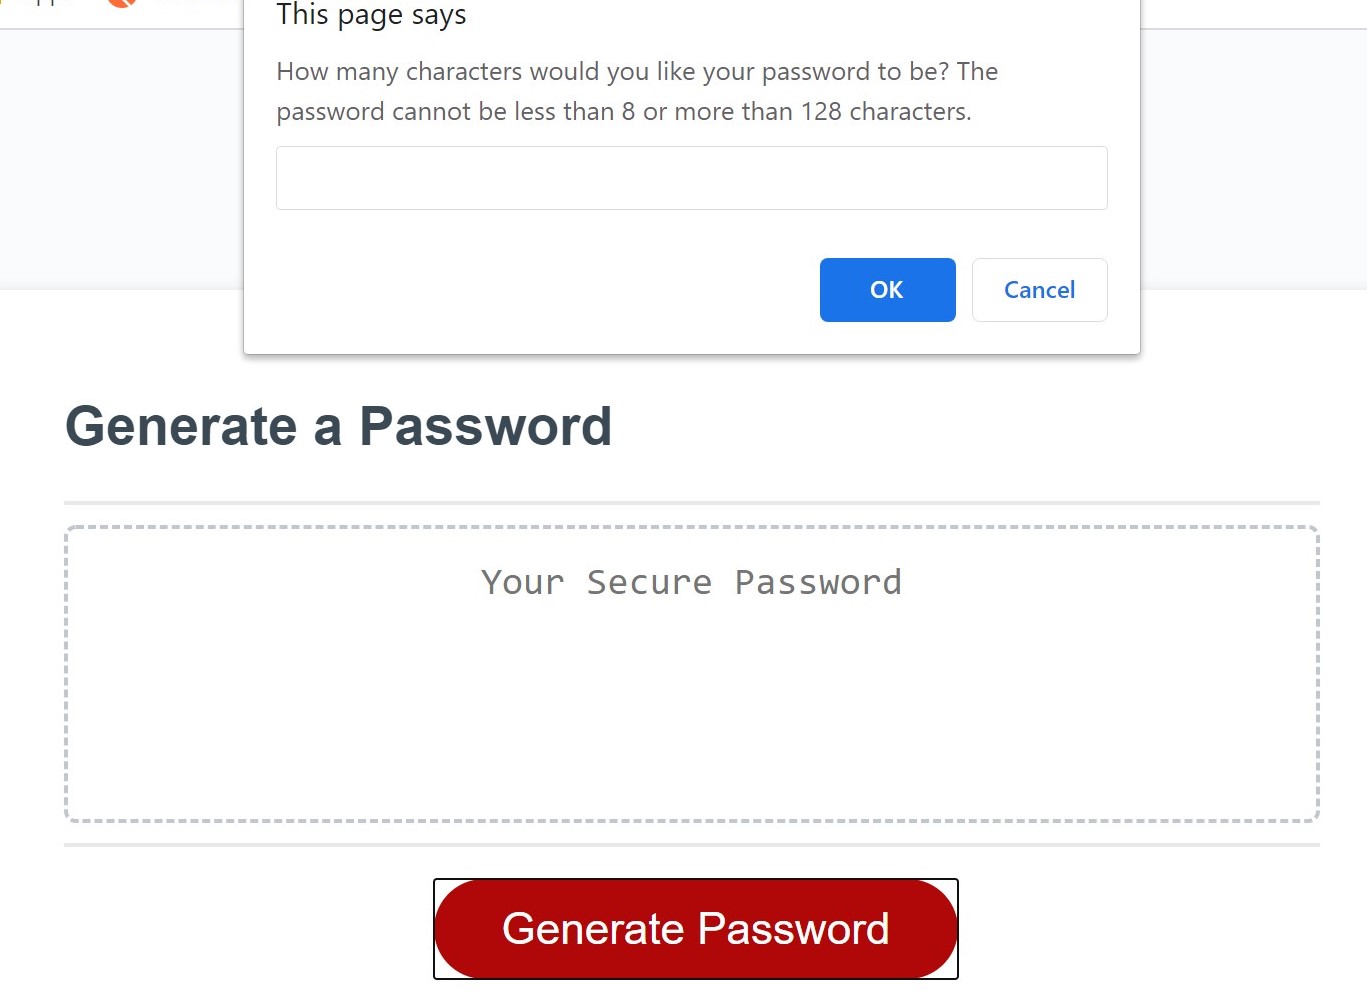 This page says
How many characters would you like your password to be? The
password cannot be less than 8 or more than 128 characters.
OK
Cancel
Generate a Password
Your Secure Password
Generate Password